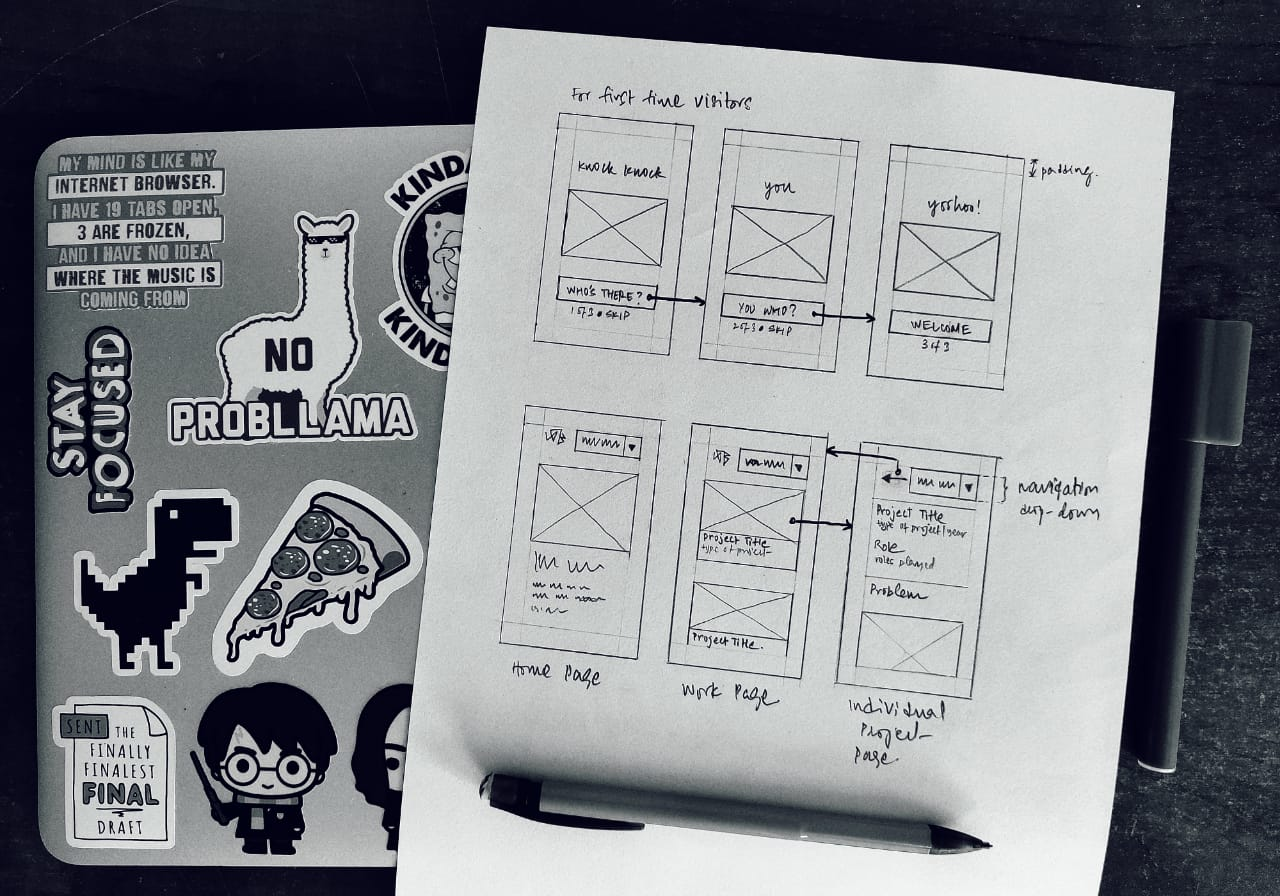 MY MIND IS LIKE MY
INTERNET BROWSER.
I HAVE 19 TABS OPEN,
3 ARE FROZEN,
AND I HAVE NO IDEA
WHERE THE MUSIC IS
COMING FROM
NO
PROBLLAMA
KINDA
KINDA
STAY
FOCUSED
SENT
THE
FINALLY
FINALEST
FINAL
DRAFT
For first time visitors
knock knock
WHO'S THERE?
1 of 3 • SKIP
you
YOU WHO?
2 of 3 • SKIP
yoohoo!
WELCOME
3 of 3
padding.
Home Page
Project Title
type of project
Project Title.
Work Page
Project Title
type of project/year
Role
roles played
Problem
Individual
Project
Page
navigation
drop-down